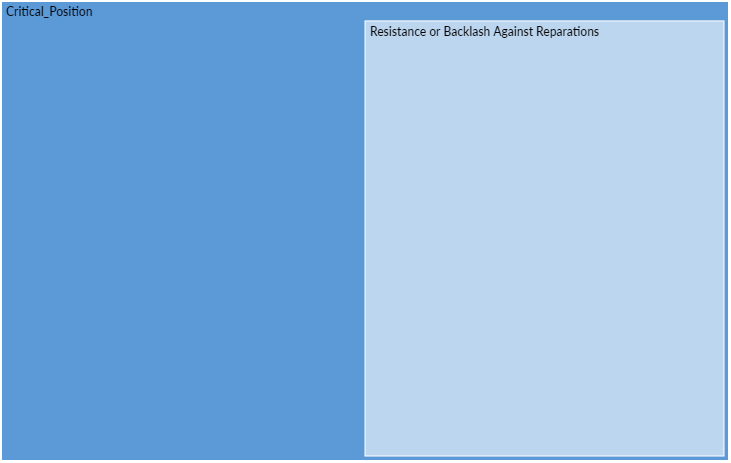 Critical_Position
Resistance or Backlash Against Reparations